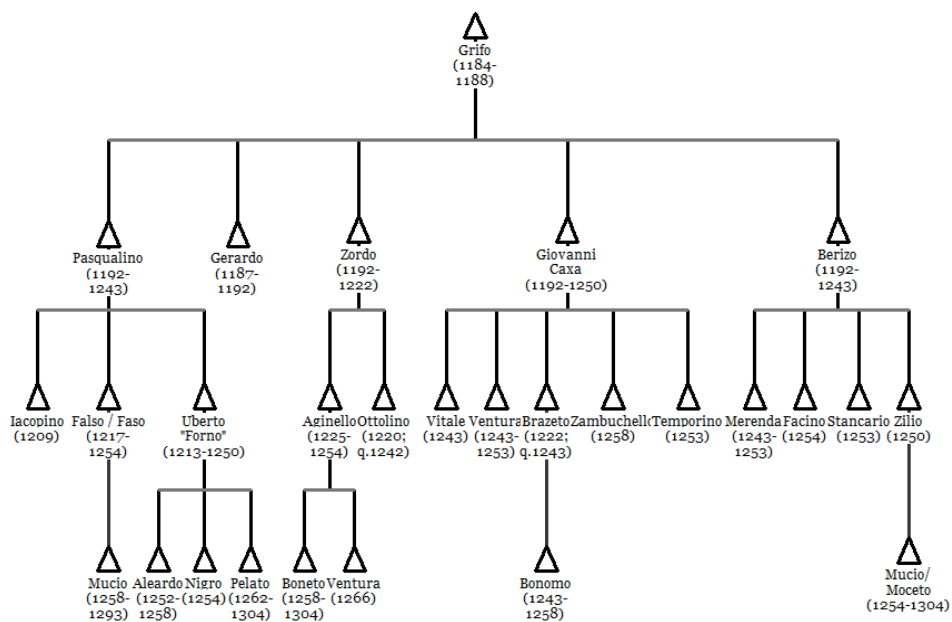 Grifo
(1184-
1188)
Pasqualino
(1192-
1243)
Gerardo
(1187-
1192)
Zordo
(1192-
1222)
Giovanni
Caxa
(1192-1250)
Berizo
(1192-
1243)
Iacopino
(1209)
Falso / Faso
(1217-
1254)
Uberto
"Forno"
(1213-1250)
Aginello
(1225-
1254)
Ottolino
(1220;
q.1242)
Vitale
(1243)
Ventura
(1243-
1253)
Brazeto
(1222;
q.1243)
Zambuchello
(1258)
Temporino
(1253)
Merenda
(1243-
1253)
Facino
(1254)
Stancario
(1253)
Zilio
(1250)
Mucio
(1258-
1293)
Aleardo
(1252-
1258)
Nigro
(1254)
Pelato
(1262-
1304)
Boneto
(1258-
1304)
Ventura
(1266)
Bonomo
(1243-
1258)
Mucio/
Moceto
(1254-1304)